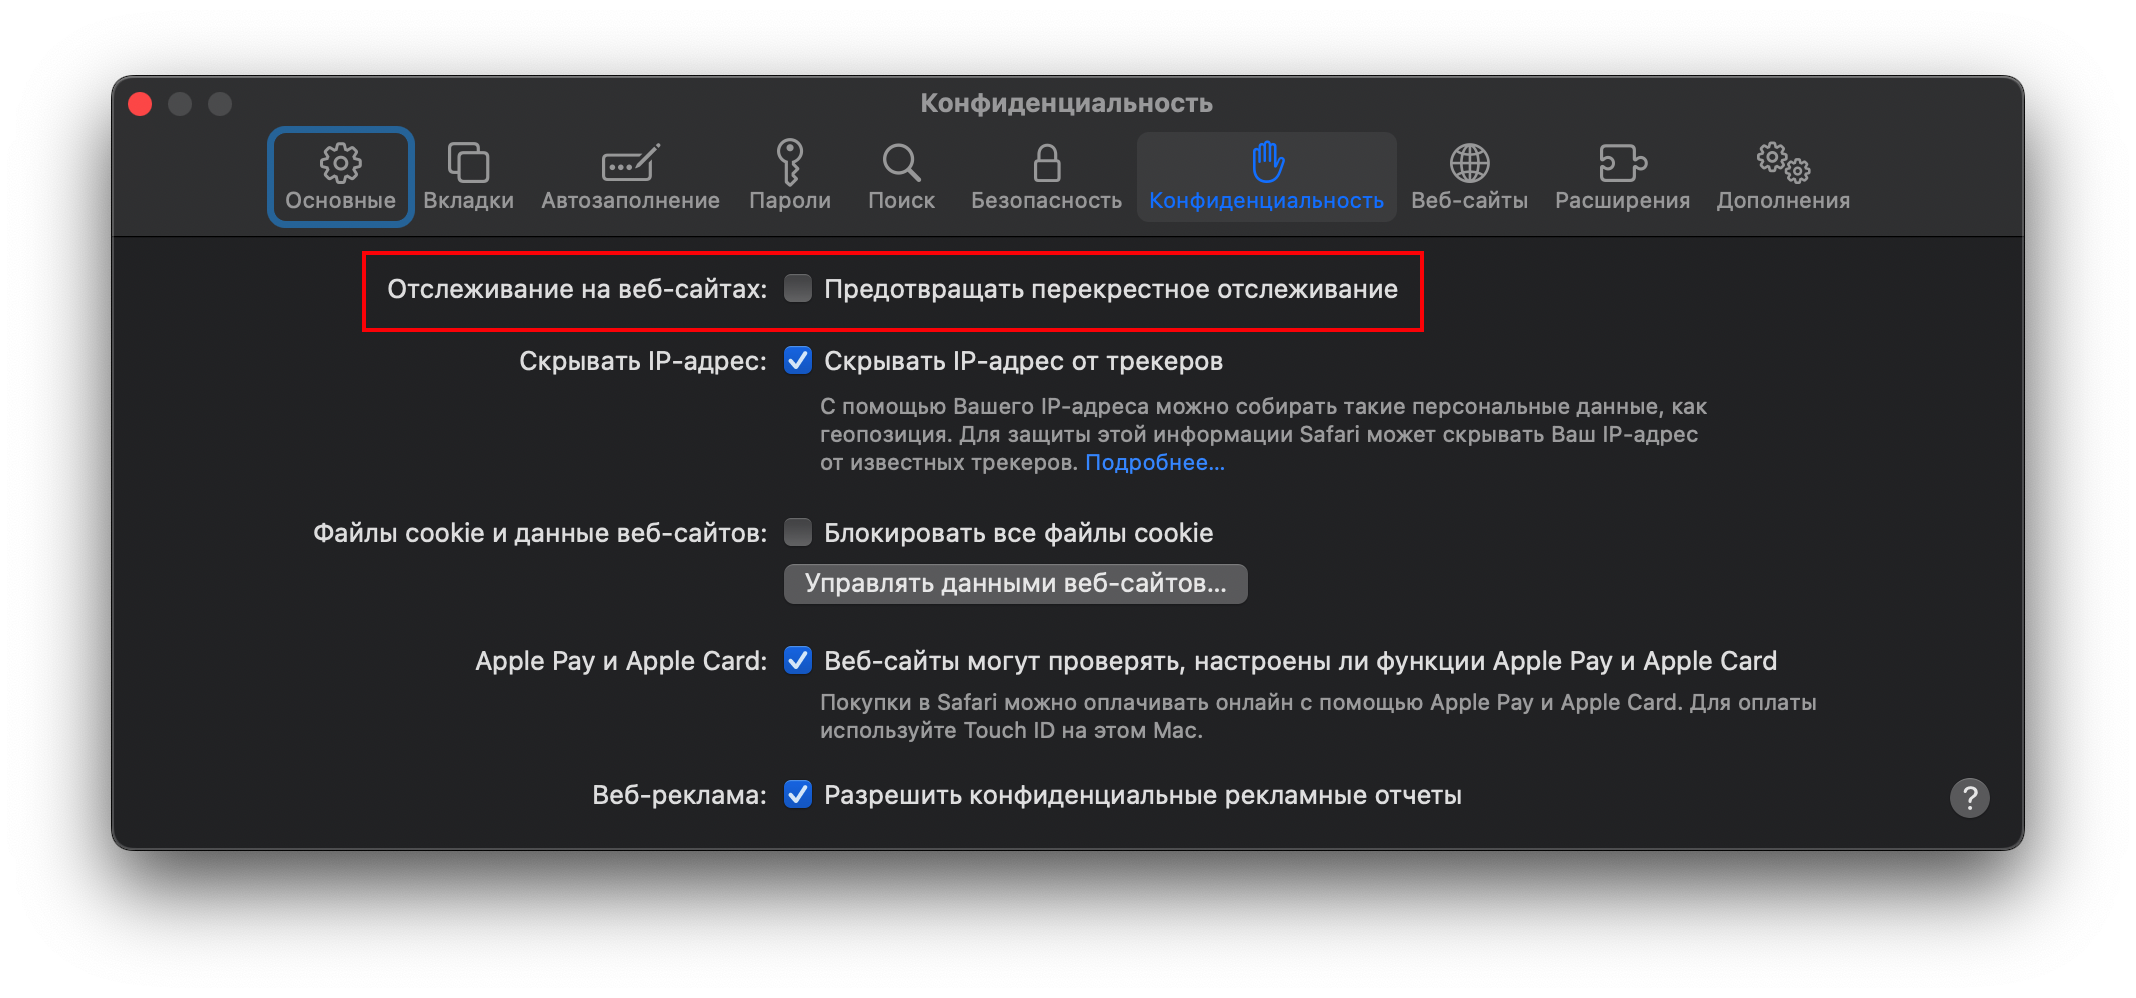 Конфиденциальность
Основные
Вкладки
Автозаполнение
Пароли
Поиск
Безопасность
Конфиденциальность
Веб-сайты
Расширения
Дополнения
Отслеживание на веб-сайтах: Предотвращать перекрестное отслеживание
Скрывать IP-адрес: Скрывать IP-адрес от трекеров
С помощью Вашего IP-адреса можно собирать такие персональные данные, как
геопозиция. Для защиты этой информации Safari может скрывать Ваш IP-адрес
от известных трекеров. Подробнее...
Файлы cookie и данные веб-сайтов: Блокировать все файлы cookie
Управлять данными веб-сайтов...
Apple Pay и Apple Card: Веб-сайты могут проверять, настроены ли функции Apple Pay и Apple Card
Покупки в Safari можно оплачивать онлайн с помощью Apple Pay и Apple Card. Для оплаты
используйте Touch ID на этом Mac.
Веб-реклама: Разрешить конфиденциальные рекламные отчеты
?